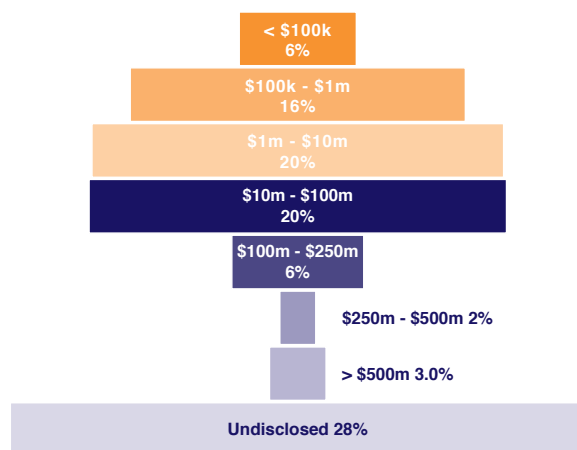 < $100k
6%
$100k - $1m
16%
$1m - $10m
20%
$10m - $100m
20%
$100m - $250m
6%
$250m - $500m 2%
> $500m 3.0%
Undisclosed 28%